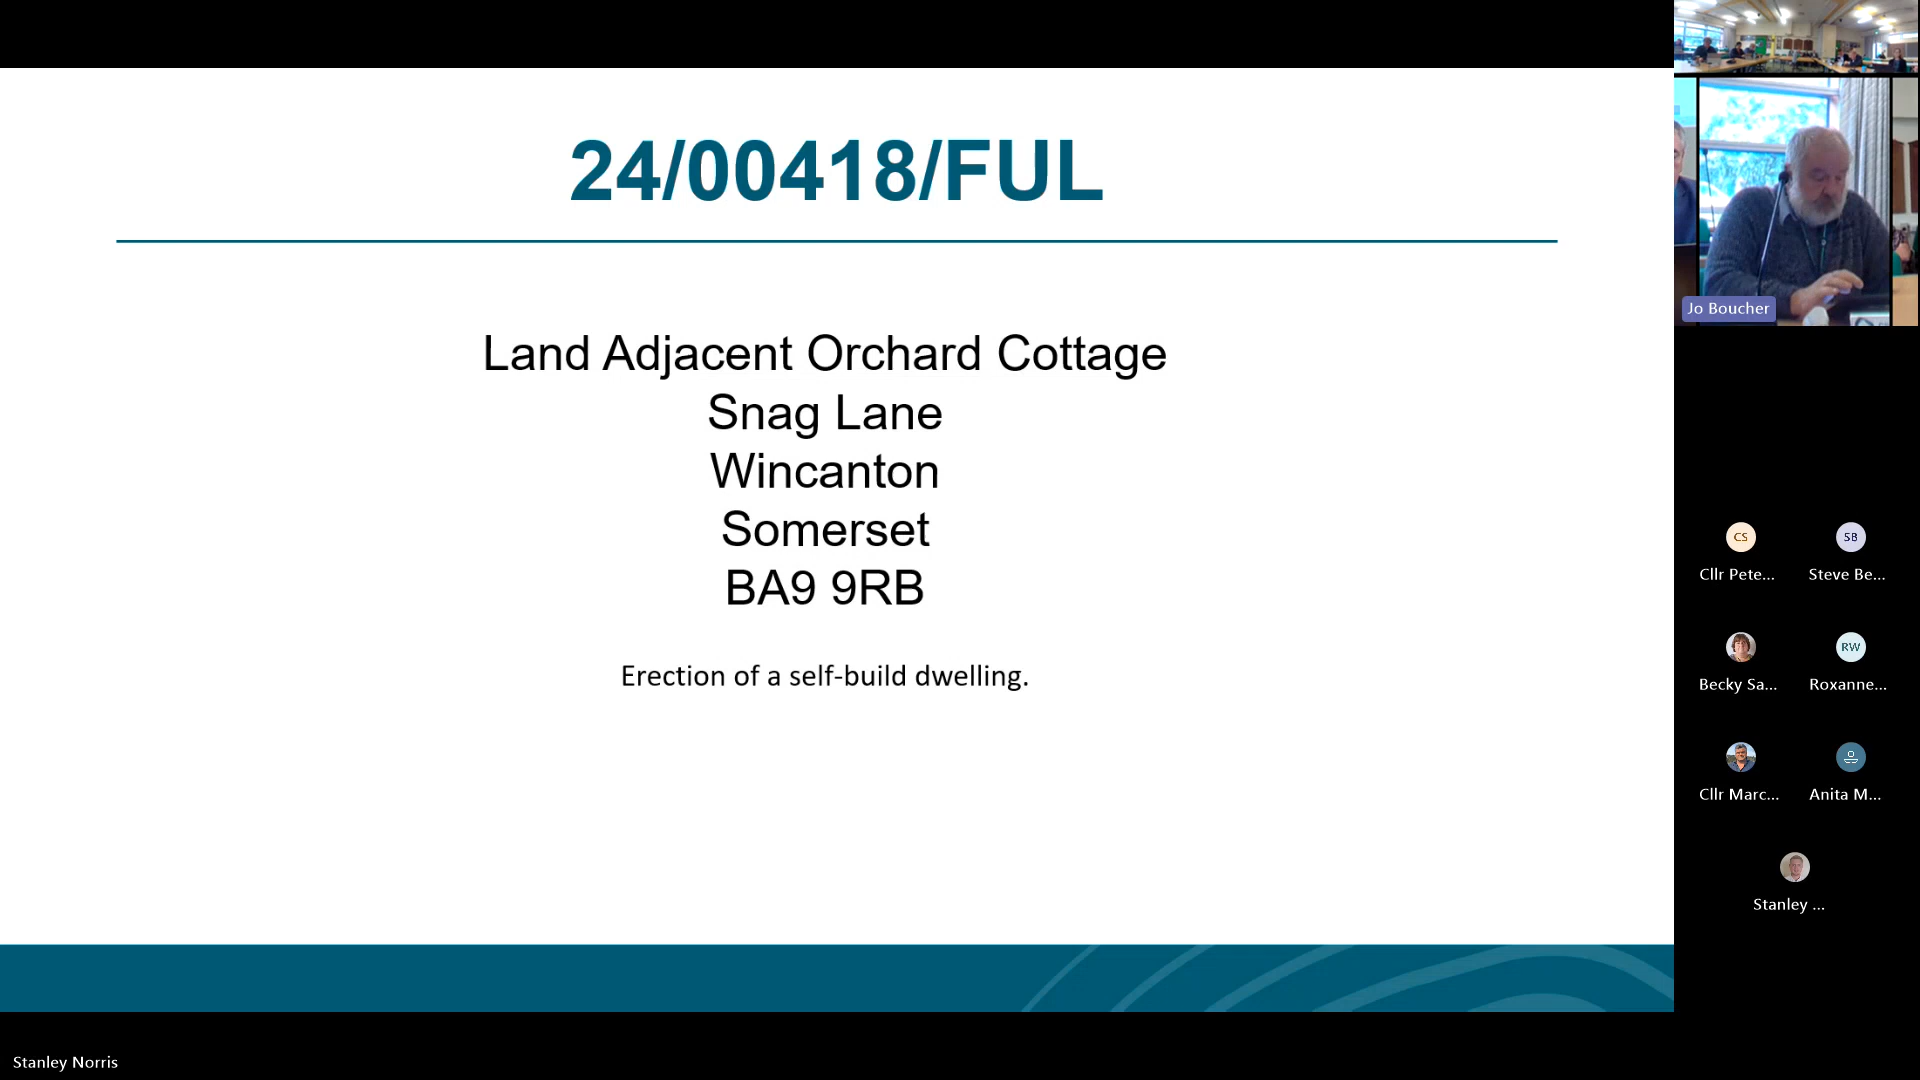 24/00418/FUL
Land Adjacent Orchard Cottage
Snag Lane
Wincanton
Somerset
BA9 9RB
Erection of a self-build dwelling.
Jo Boucher
CS
SB
Cllr Pete...
Steve Be...
RW
Becky Sa...
Roxanne...
Cllr Marc...
Anita M...
Stanley ...
Stanley Norris